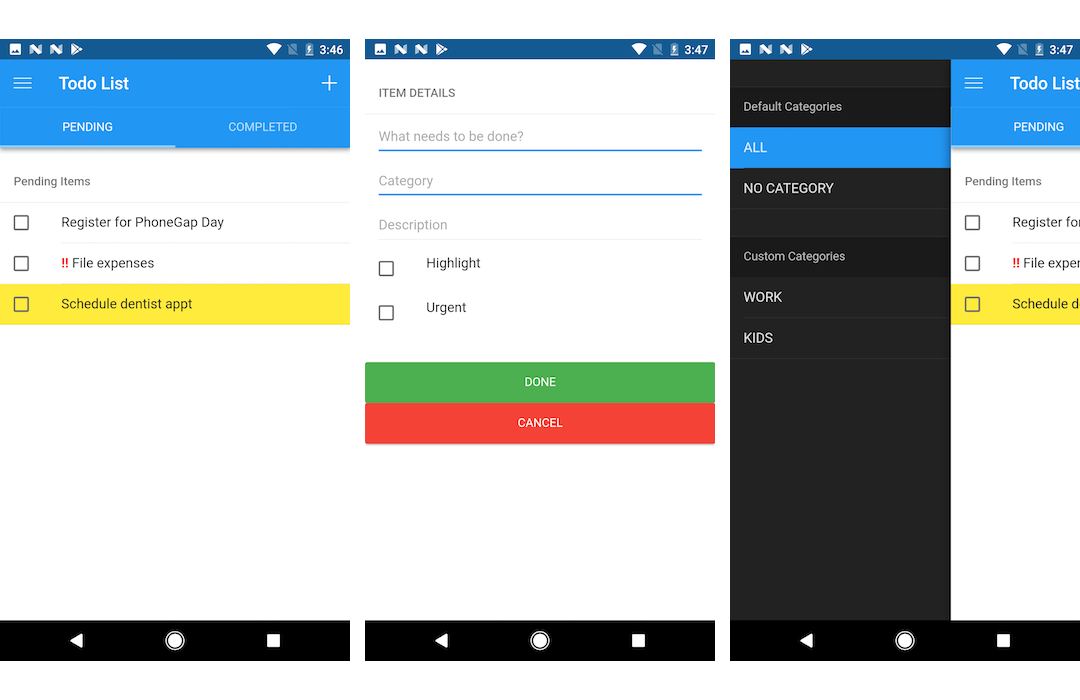 3:46
Todo List
PENDING COMPLETED
Pending Items
Register for PhoneGap Day
!! File expenses
Schedule dentist appt
3:47
ITEM DETAILS
What needs to be done?
Category
Description
Highlight
Urgent
DONE
CANCEL
3:47
Default Categories
ALL
NO CATEGORY
Custom Categories
WORK
KIDS
Todo List
PENDING
Pending Items
Register for
!! File exper
Schedule d